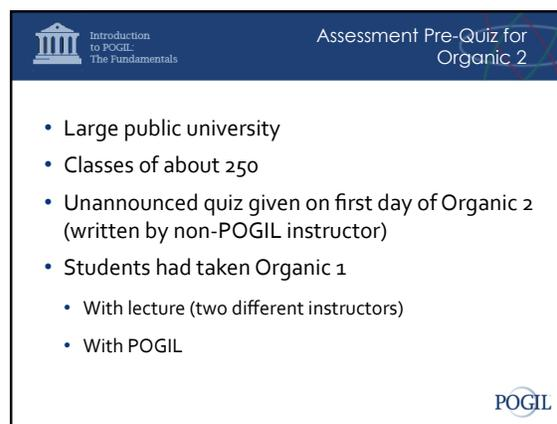 Introduction
to POGIL:
The Fundamentals
Assessment Pre-Quiz for
Organic 2
• Large public university
• Classes of about 250
• Unannounced quiz given on first day of Organic 2
(written by non-POGIL instructor)
• Students had taken Organic 1
• With lecture (two different instructors)
• With POGIL
POGIL